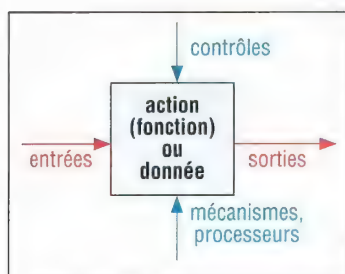 contrôles
action
(fonction)
ou
donnée
entrées
sorties
mécanismes,
processeurs